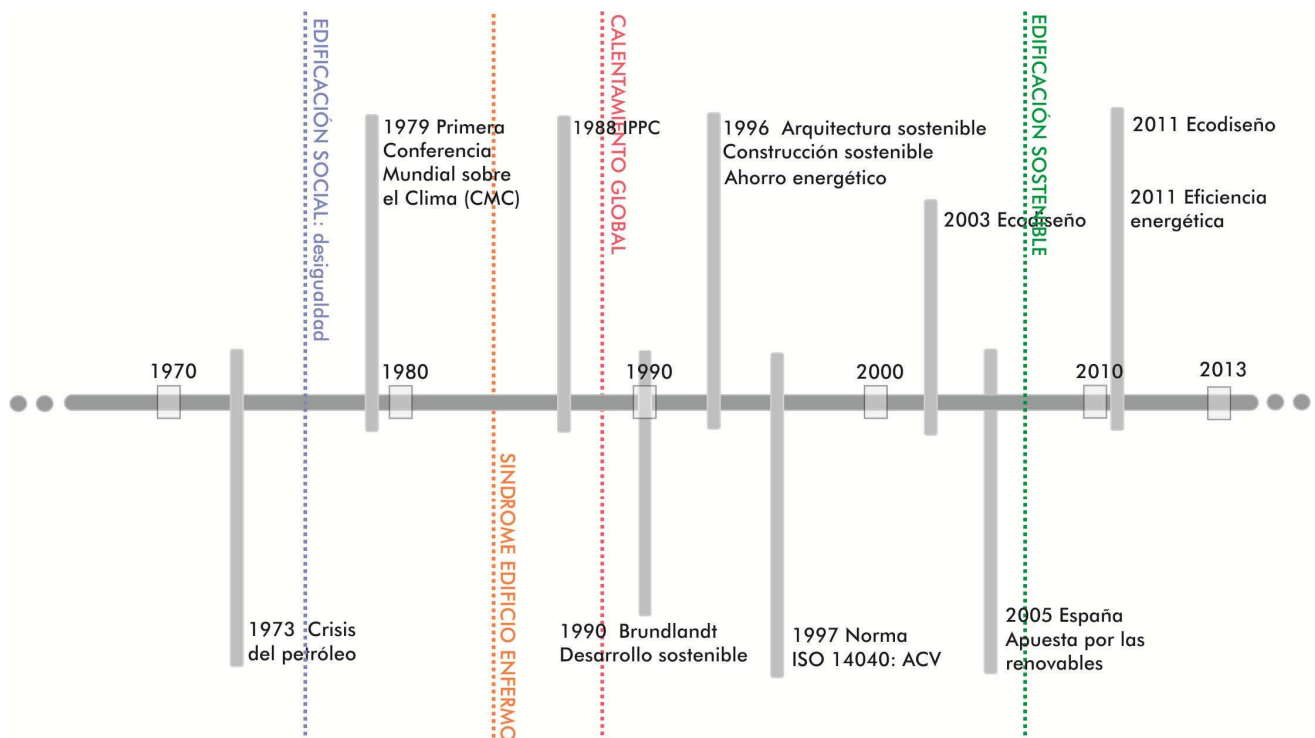 EDIFICACIÓN SOCIAL: desigualdad
CALENTAMIENTO GLOBAL
EDIFICACIÓN SOSTENIBLE
1979 Primera
Conferencia
Mundial sobre
el Clima (CMC)
1988 IPPC
1996 Arquitectura sostenible
Construcción sostenible
Ahorro energético
2003 Ecodiseño
2011 Ecodiseño
2011 Eficiencia
energética
1970
1980
1990
2000
2010
2013
SINDROME EDIFICIO ENFERMO
1973 Crisis
del petróleo
1990 Brundlandt
Desarrollo sostenible
1997 Norma
ISO 14040: ACV
2005 España
Apuesta por las
renovables